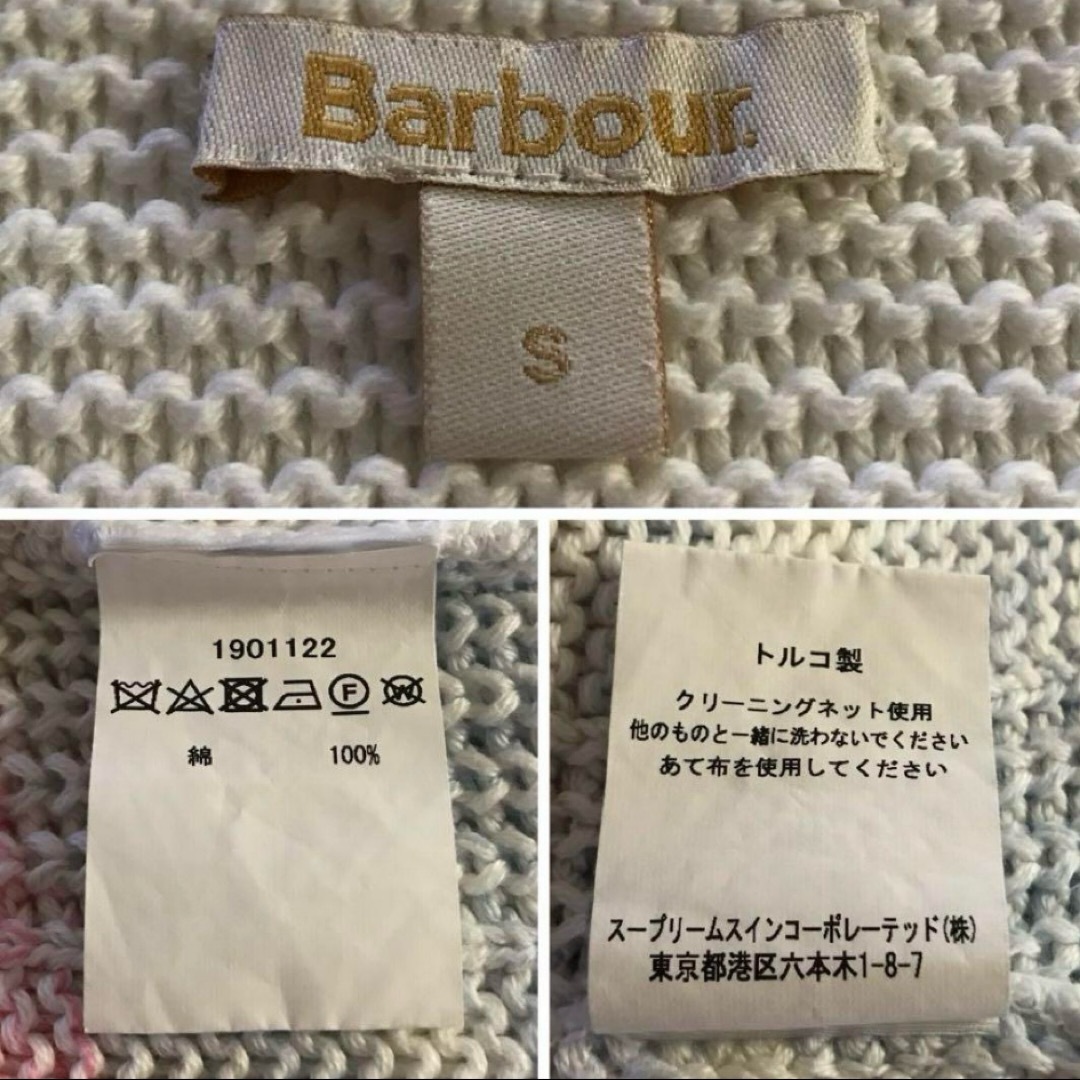 Barbour.
S
1901122
F W
綿 100%
トルコ製
クリーニングネット使用
他のものと一緒に洗わないでください
あて布を使用してください
スープリームスインコーポレーテッド(株)
東京都港区六本木1-8-7